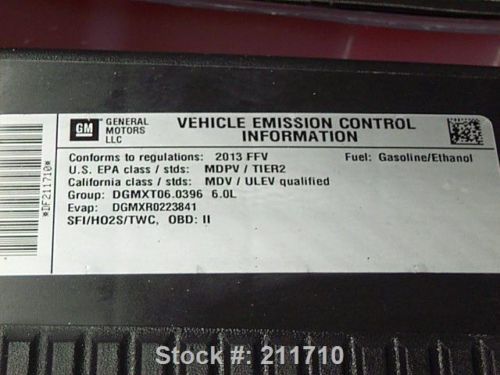 GM GENERAL MOTORS LLC
VEHICLE EMISSION CONTROL INFORMATION
Conforms to regulations: 2013 FFV Fuel: Gasoline/Ethanol
U.S. EPA class / stds: MDPV / TIER2
California class / stds: MDV / ULEV qualified
Group: DGMXT06.0396 6.0L
Evap: DGMXR0223841
SFI/HO2S/TWC, OBD: II
*DF211710*
Stock #: 211710